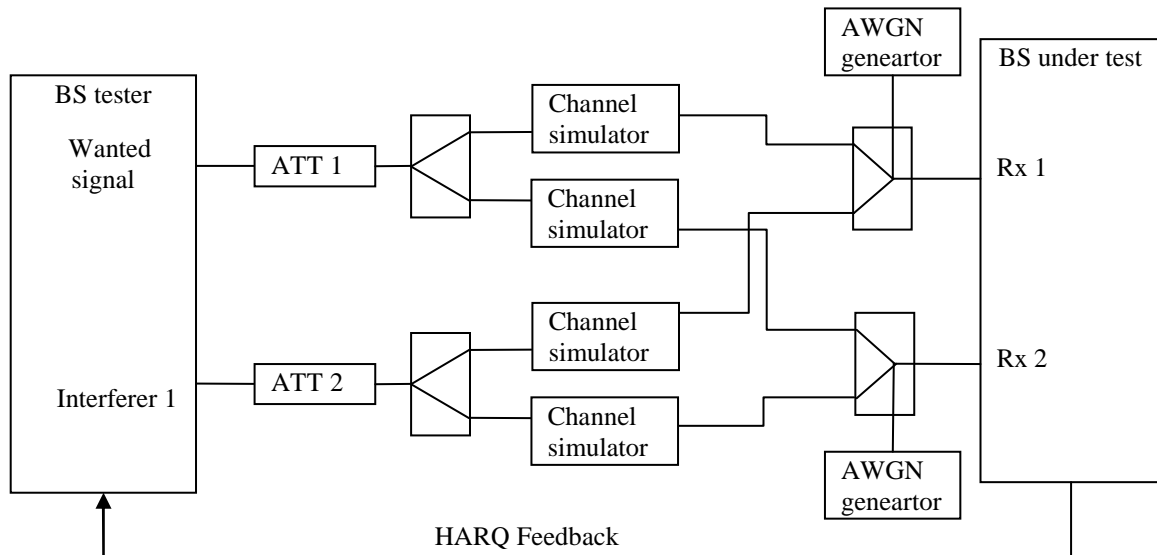 AWGN
geneartor
BS under test
BS tester
Channel
simulator
Wanted
signal
ATT 1
Rx 1
Channel
simulator
Channel
simulator
Rx 2
ATT 2
Interferer 1
Channel
simulator
AWGN
geneartor
HARQ Feedback